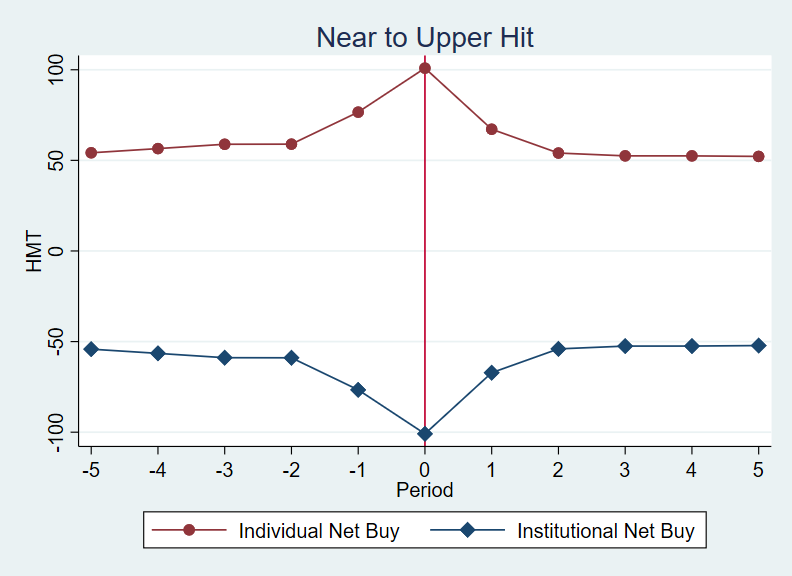 Near to Upper Hit
100
50
0
-50
-100
HMT
-5 -4 -3 -2 -1 0 1 2 3 4 5
Period
Individual Net Buy Institutional Net Buy